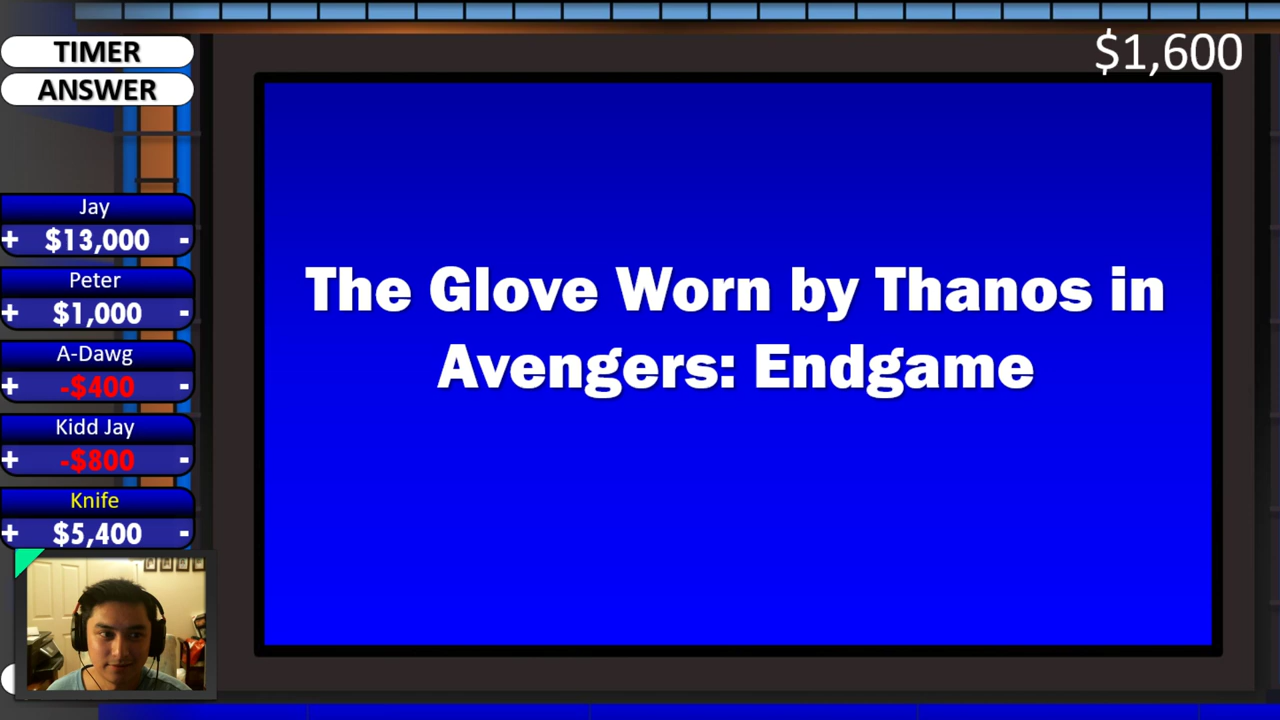 $1,600
TIMER
ANSWER
The Glove Worn by Thanos in
Avengers: Endgame
Jay
+ $13,000 -
Peter
+ $1,000 -
A-Dawg
+ -$400 -
Kidd Jay
+ -$800 -
Knife
+ $5,400 -